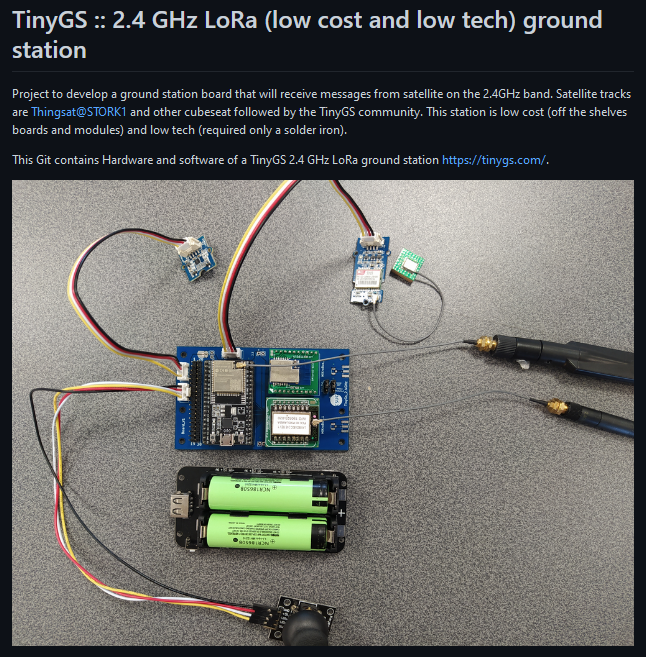 TinyGS :: 2.4 GHz LoRa (low cost and low tech) ground
station
Project to develop a ground station board that will receive messages from satellite on the 2.4GHz band. Satellite tracks
are Thingsat@STORK1 and other cubeseat followed by the TinyGS community. This station is low cost (off the shelves
boards and modules) and low tech (required only a solder iron).
This Git contains Hardware and software of a TinyGS 2.4 GHz LoRa ground station https://tinygs.com/.
NCR18650B
NCR18650B